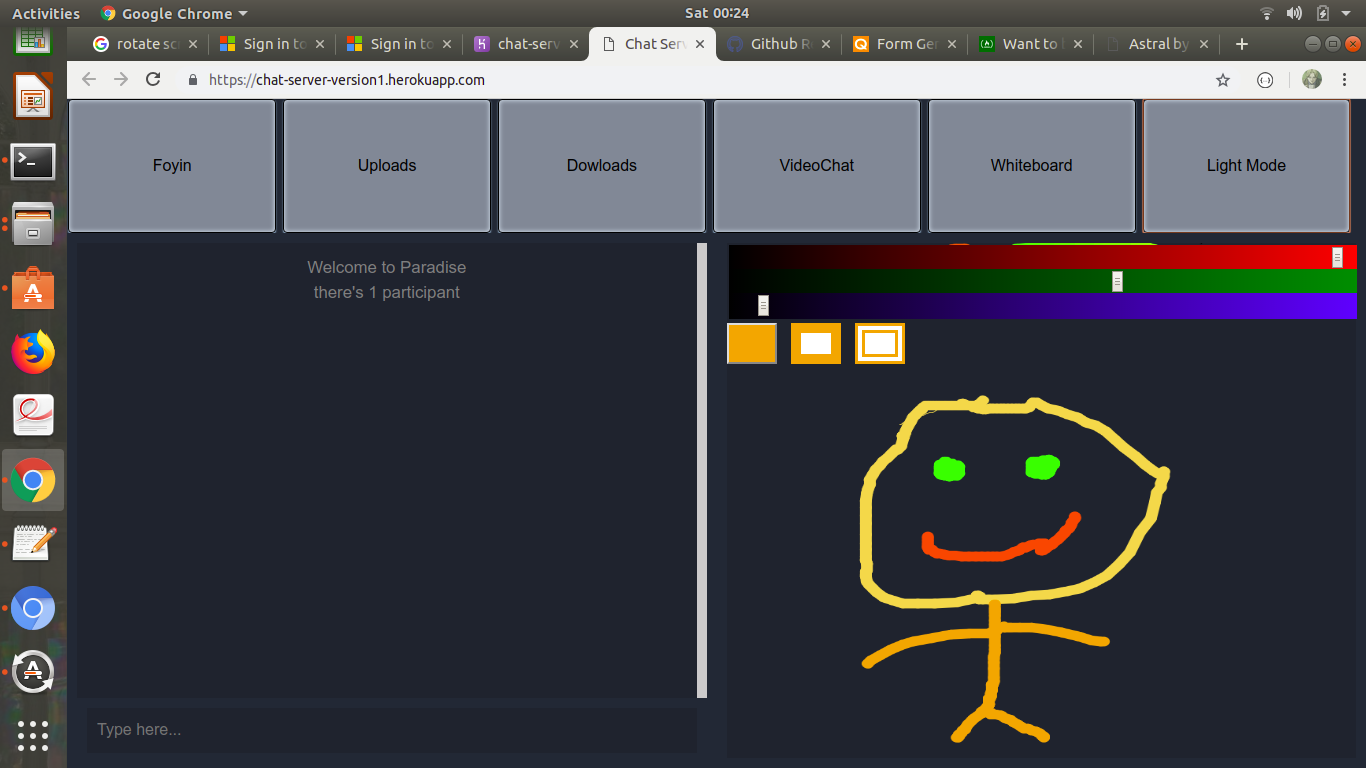 Activities
Google Chrome
Sat 00:24
rotate sc
Sign in to
Sign in to
chat-serv
Chat Serv
Github R
Form Ger
Want to
Astral by
https://chat-server-version1.herokuapp.com
Foyin
Uploads
Dowloads
VideoChat
Whiteboard
Light Mode
Welcome to Paradise
there's 1 participant
Type here...